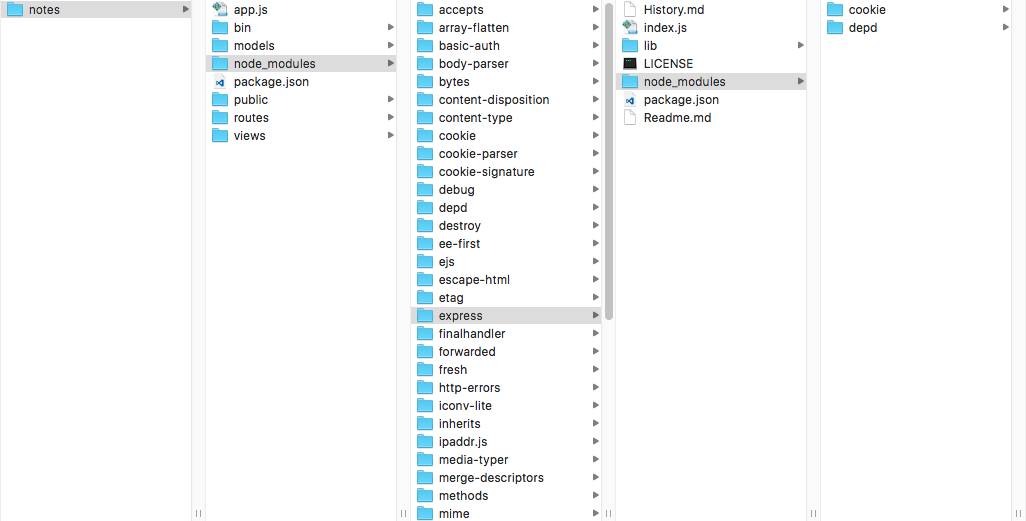 notes
app.js
bin
models
node_modules
package.json
public
routes
views
accepts
array-flatten
basic-auth
body-parser
bytes
content-disposition
content-type
cookie
cookie-parser
cookie-signature
debug
depd
destroy
ee-first
ejs
escape-html
etag
express
finalhandler
forwarded
fresh
http-errors
iconv-lite
inherits
ipaddr.js
media-typer
merge-descriptors
methods
mime
History.md
index.js
lib
LICENSE
node_modules
package.json
Readme.md
cookie
depd